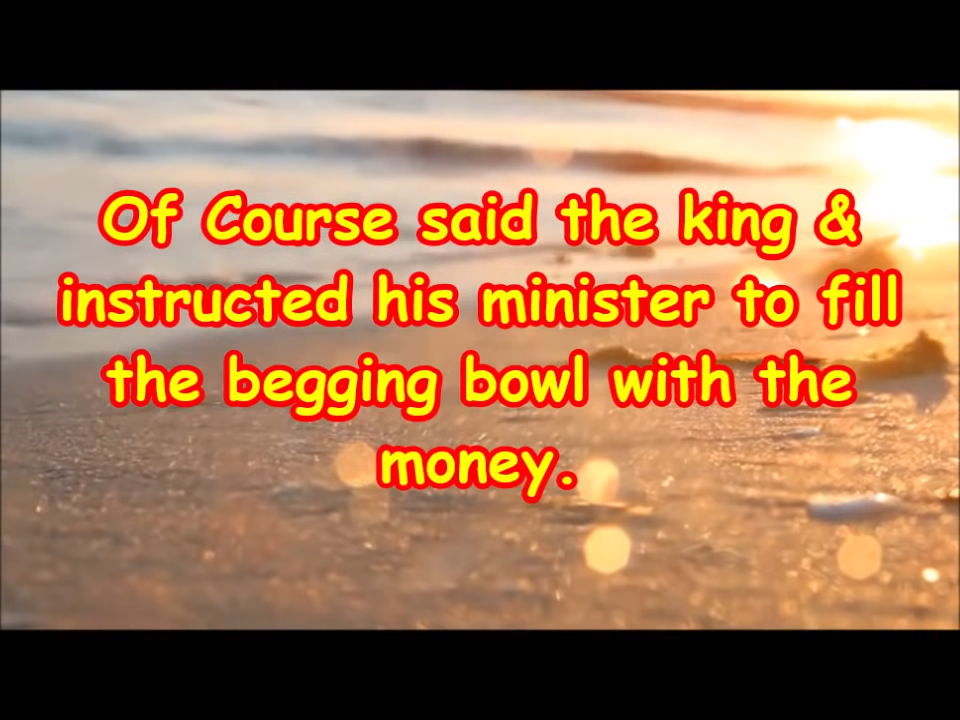 Of Course said the king &
instructed his minister to fill
the begging bowl with the
money.